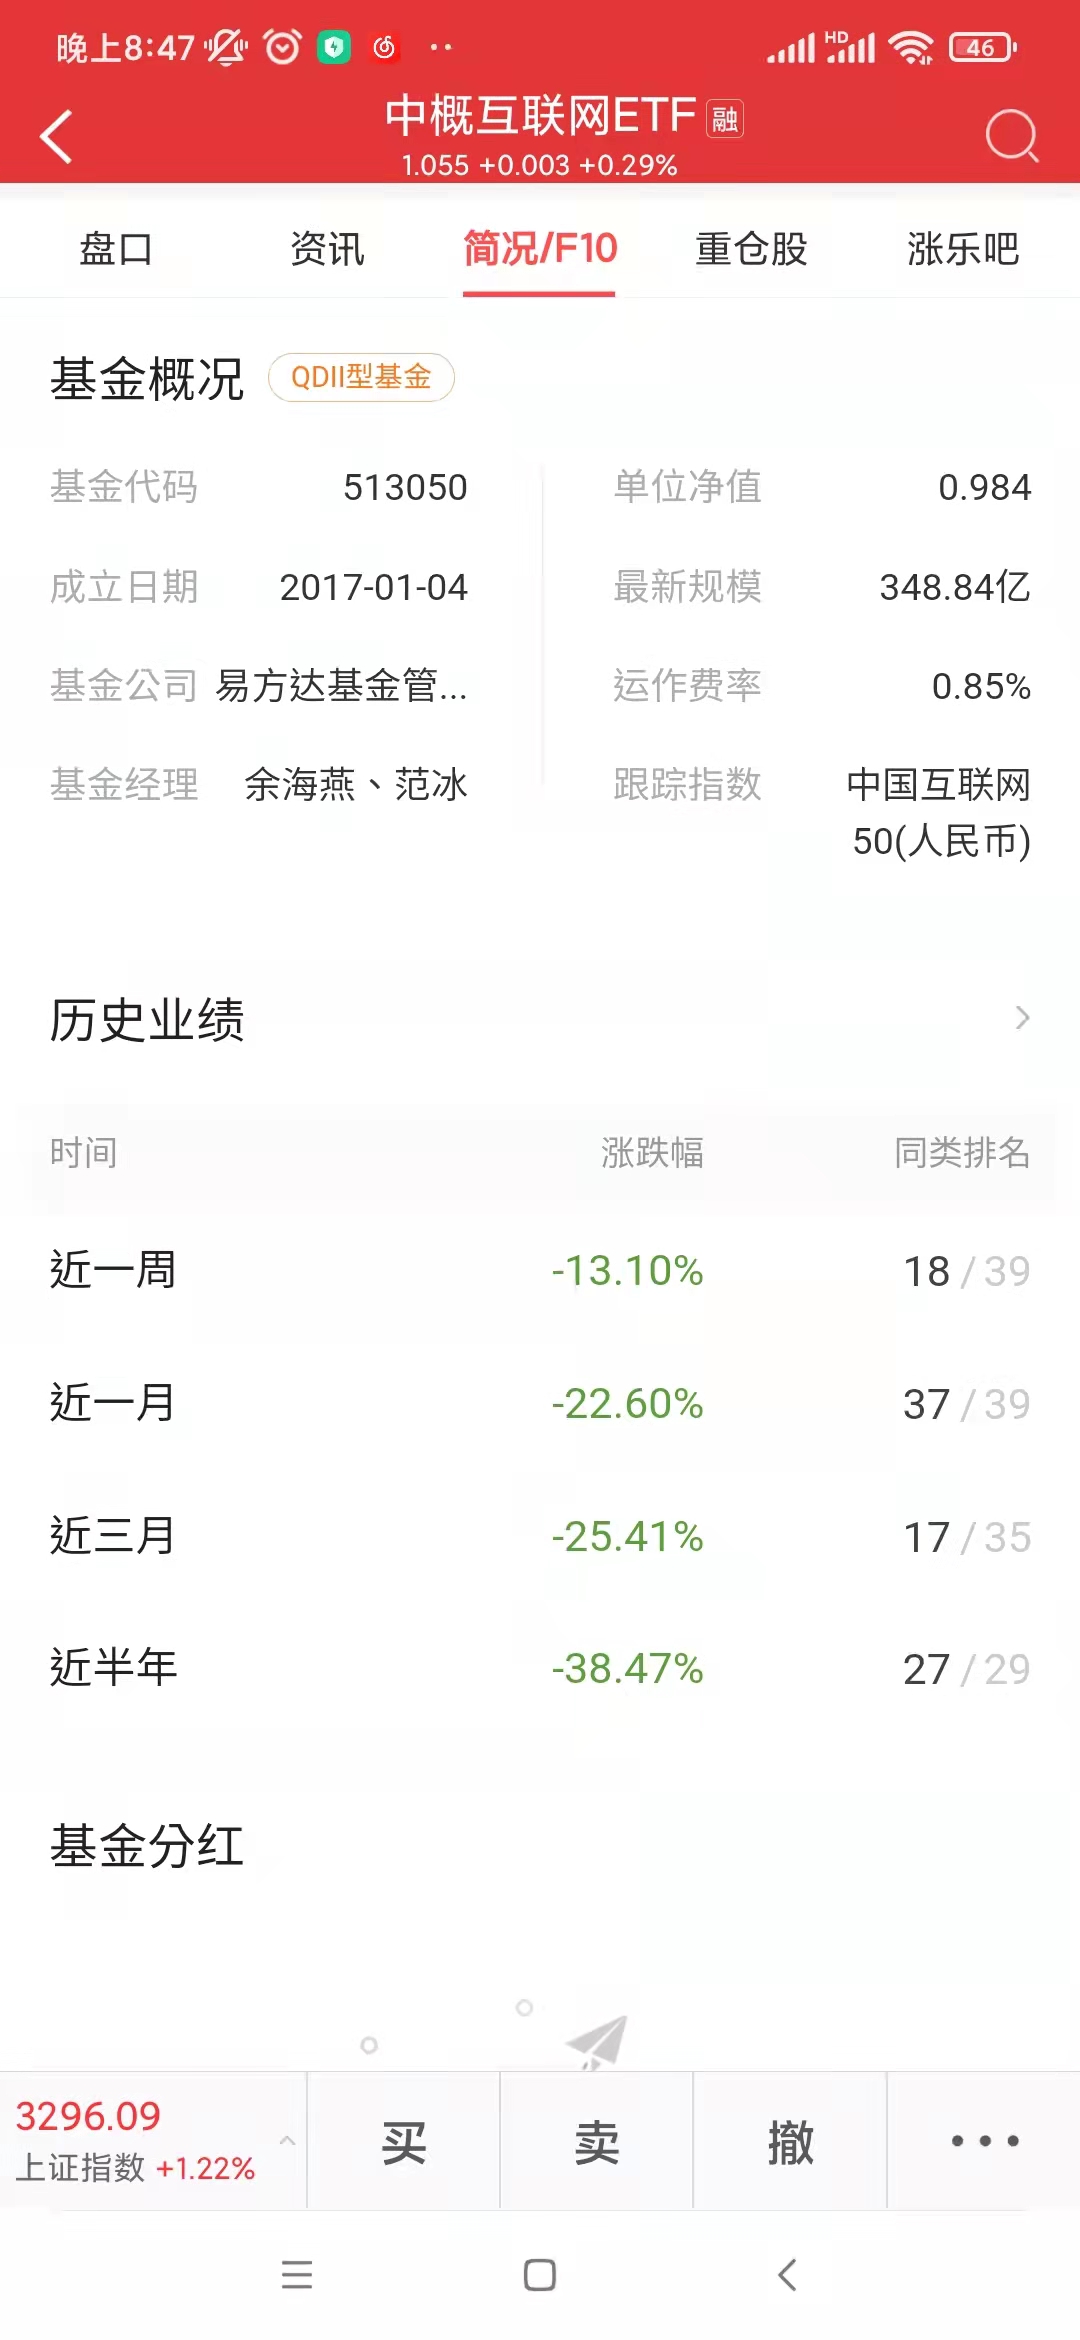 晚上8:47
HD
46
中概互联网ETF 融
1.055 +0.003 +0.29%
盘口 资讯 简况/F10 重仓股 涨乐吧
基金概况 QDII型基金
基金代码 513050 单位净值 0.984
成立日期 2017-01-04 最新规模 348.84亿
基金公司 易方达基金管... 运作费率 0.85%
基金经理 余海燕、范冰 跟踪指数 中国互联网
50(人民币)
历史业绩
时间 涨跌幅 同类排名
近一周 -13.10% 18/39
近一月 -22.60% 37/39
近三月 -25.41% 17/35
近半年 -38.47% 27/29
基金分红
3296.09
上证指数 +1.22%
买 卖 撤